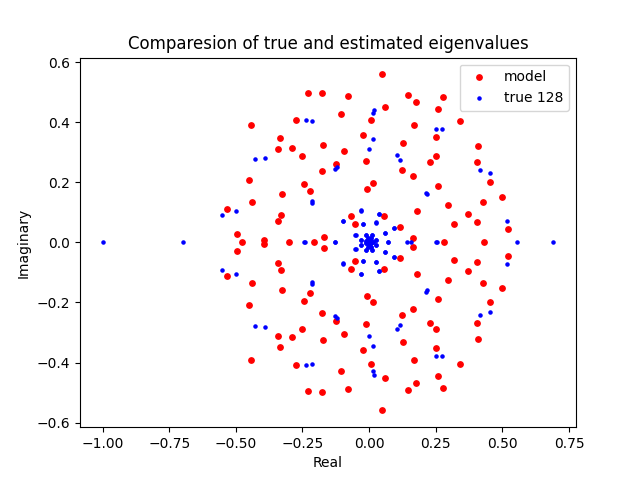 Comparesion of true and estimated eigenvalues
model
true 128
Imaginary
0.6
0.4
0.2
0.0
−0.2
−0.4
−0.6
−1.00 −0.75 −0.50 −0.25 0.00 0.25 0.50 0.75
Real